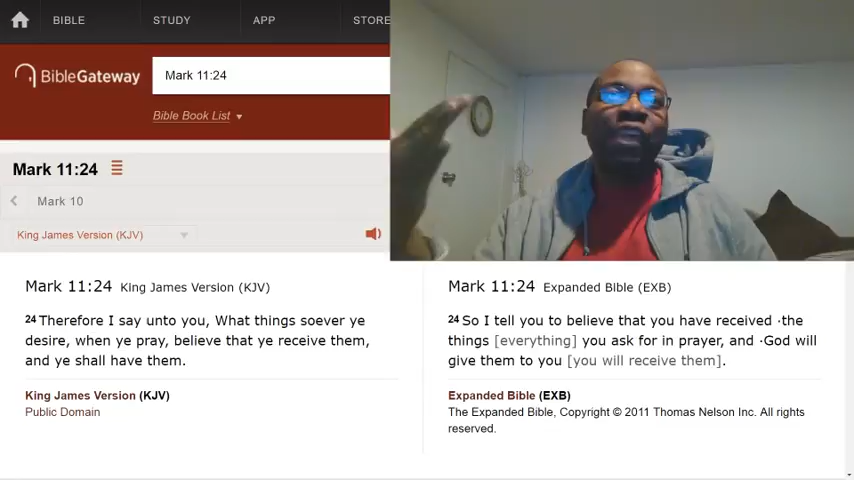 BIBLE STUDY APP STORE
BibleGateway
Mark 11:24
Bible Book List
Mark 11:24
Mark 10
King James Version (KJV)
Mark 11:24 King James Version (KJV)
24 Therefore I say unto you, What things soever ye
desire, when ye pray, believe that ye receive them,
and ye shall have them.
King James Version (KJV)
Public Domain
Mark 11:24 Expanded Bible (EXB)
24 So I tell you to believe that you have received ·the
things [everything] you ask for in prayer, and ·God will
give them to you [you will receive them].
Expanded Bible (EXB)
The Expanded Bible, Copyright © 2011 Thomas Nelson Inc. All rights
reserved.